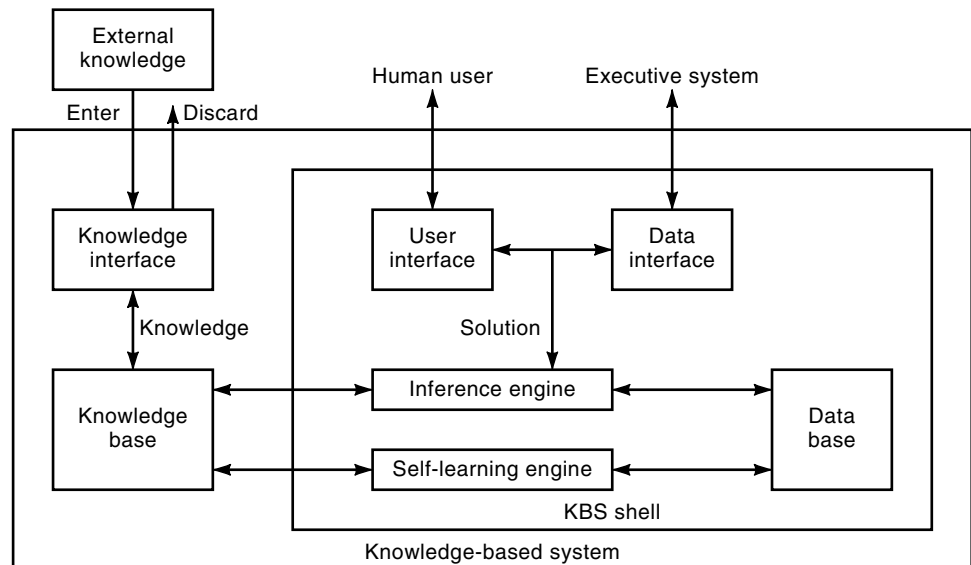 External
knowledge
Human user
Executive system
Enter
Discard
Knowledge
interface
User
interface
Data
interface
Knowledge
Solution
Knowledge
base
Inference engine
Data
base
Self-learning engine
KBS shell
Knowledge-based system